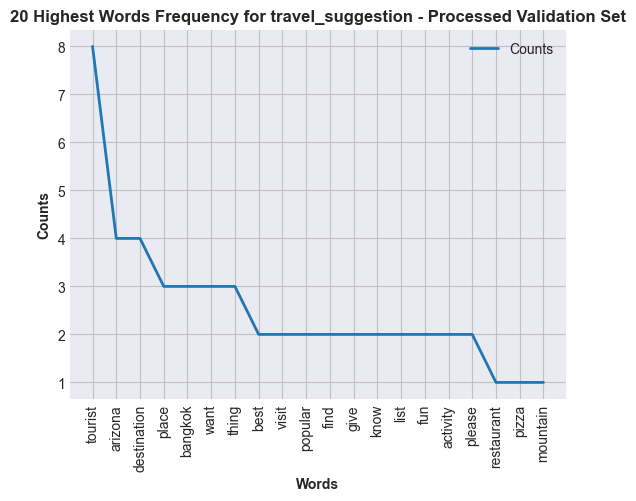 20 Highest Words Frequency for travel_suggestion - Processed Validation Set
Counts
8
7
6
5
4
3
2
1
Counts
tourist
arizona
destination
place
bangkok
want
thing
best
visit
popular
find
give
know
list
fun
activity
please
restaurant
pizza
mountain
Words